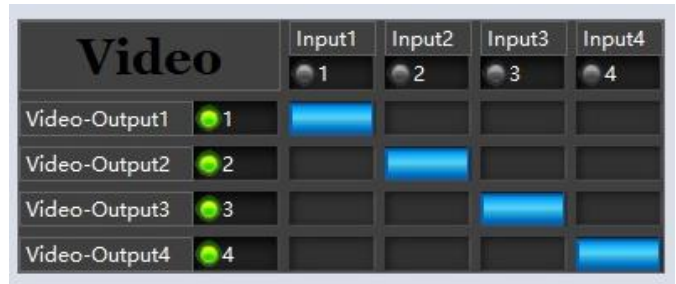 Video
Input1 Input2 Input3 Input4
1 2 3 4
Video-Output1 1
Video-Output2 2
Video-Output3 3
Video-Output4 4